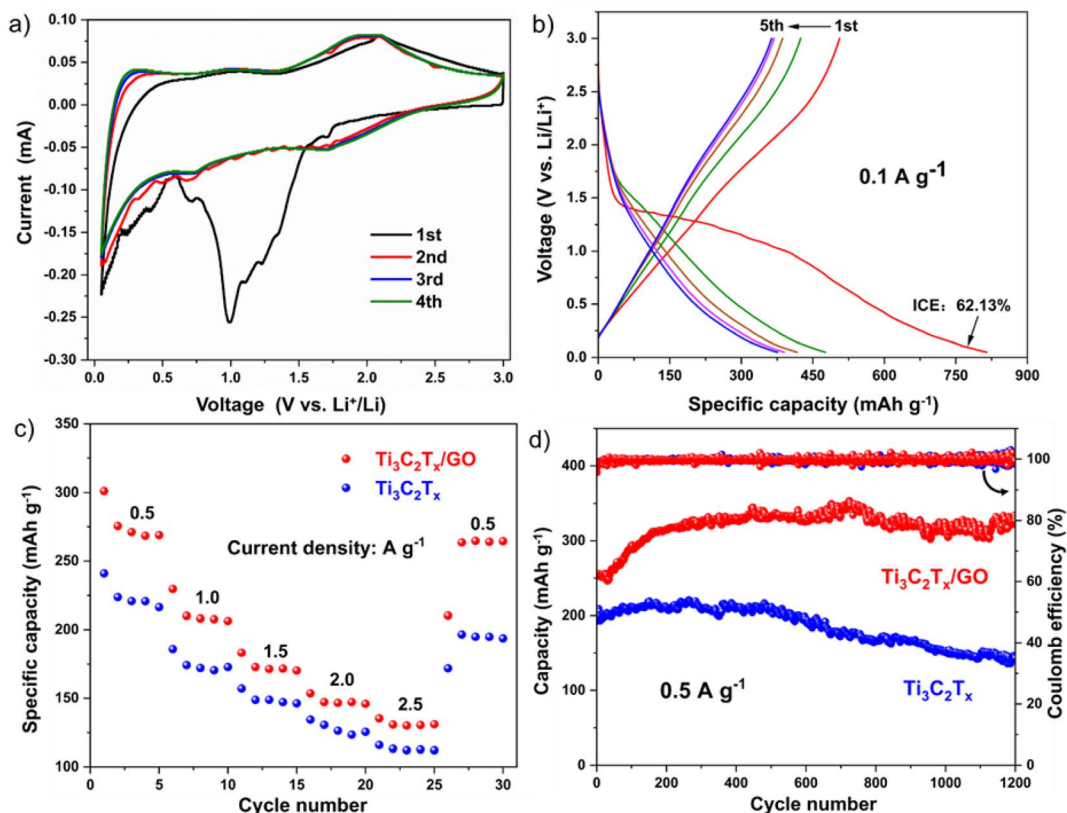 a)
0.10
0.05
0.00
-0.05
-0.10
-0.15
-0.20
-0.25
-0.30
Current (mA)
1st
2nd
3rd
4th
0.0 0.5 1.0 1.5 2.0 2.5 3.0
Voltage (V vs. Li⁺/Li)
b)
3.0
2.5
2.0
1.5
1.0
0.5
0.0
Voltage (V vs. Li/Li⁺)
5th 1st
0.1 A g⁻¹
ICE: 62.13%
0 150 300 450 600 750 900
Specific capacity (mAh g⁻¹)
c)
350
300
250
200
150
100
Specific capacity (mAh g⁻¹)
Ti₃C₂Tₓ/GO
Ti₃C₂Tₓ
0.5
0.5
Current density: A g⁻¹
1.0
1.5
2.0
2.5
0 5 10 15 20 25 30
Cycle number
d)
400
300
200
100
0
Capacity (mAh g⁻¹)
Ti₃C₂Tₓ/GO
Ti₃C₂Tₓ
0.5 A g⁻¹
100
80
60
40
20
0
Coulomb efficiency (%)
0 200 400 600 800 1000 1200
Cycle number